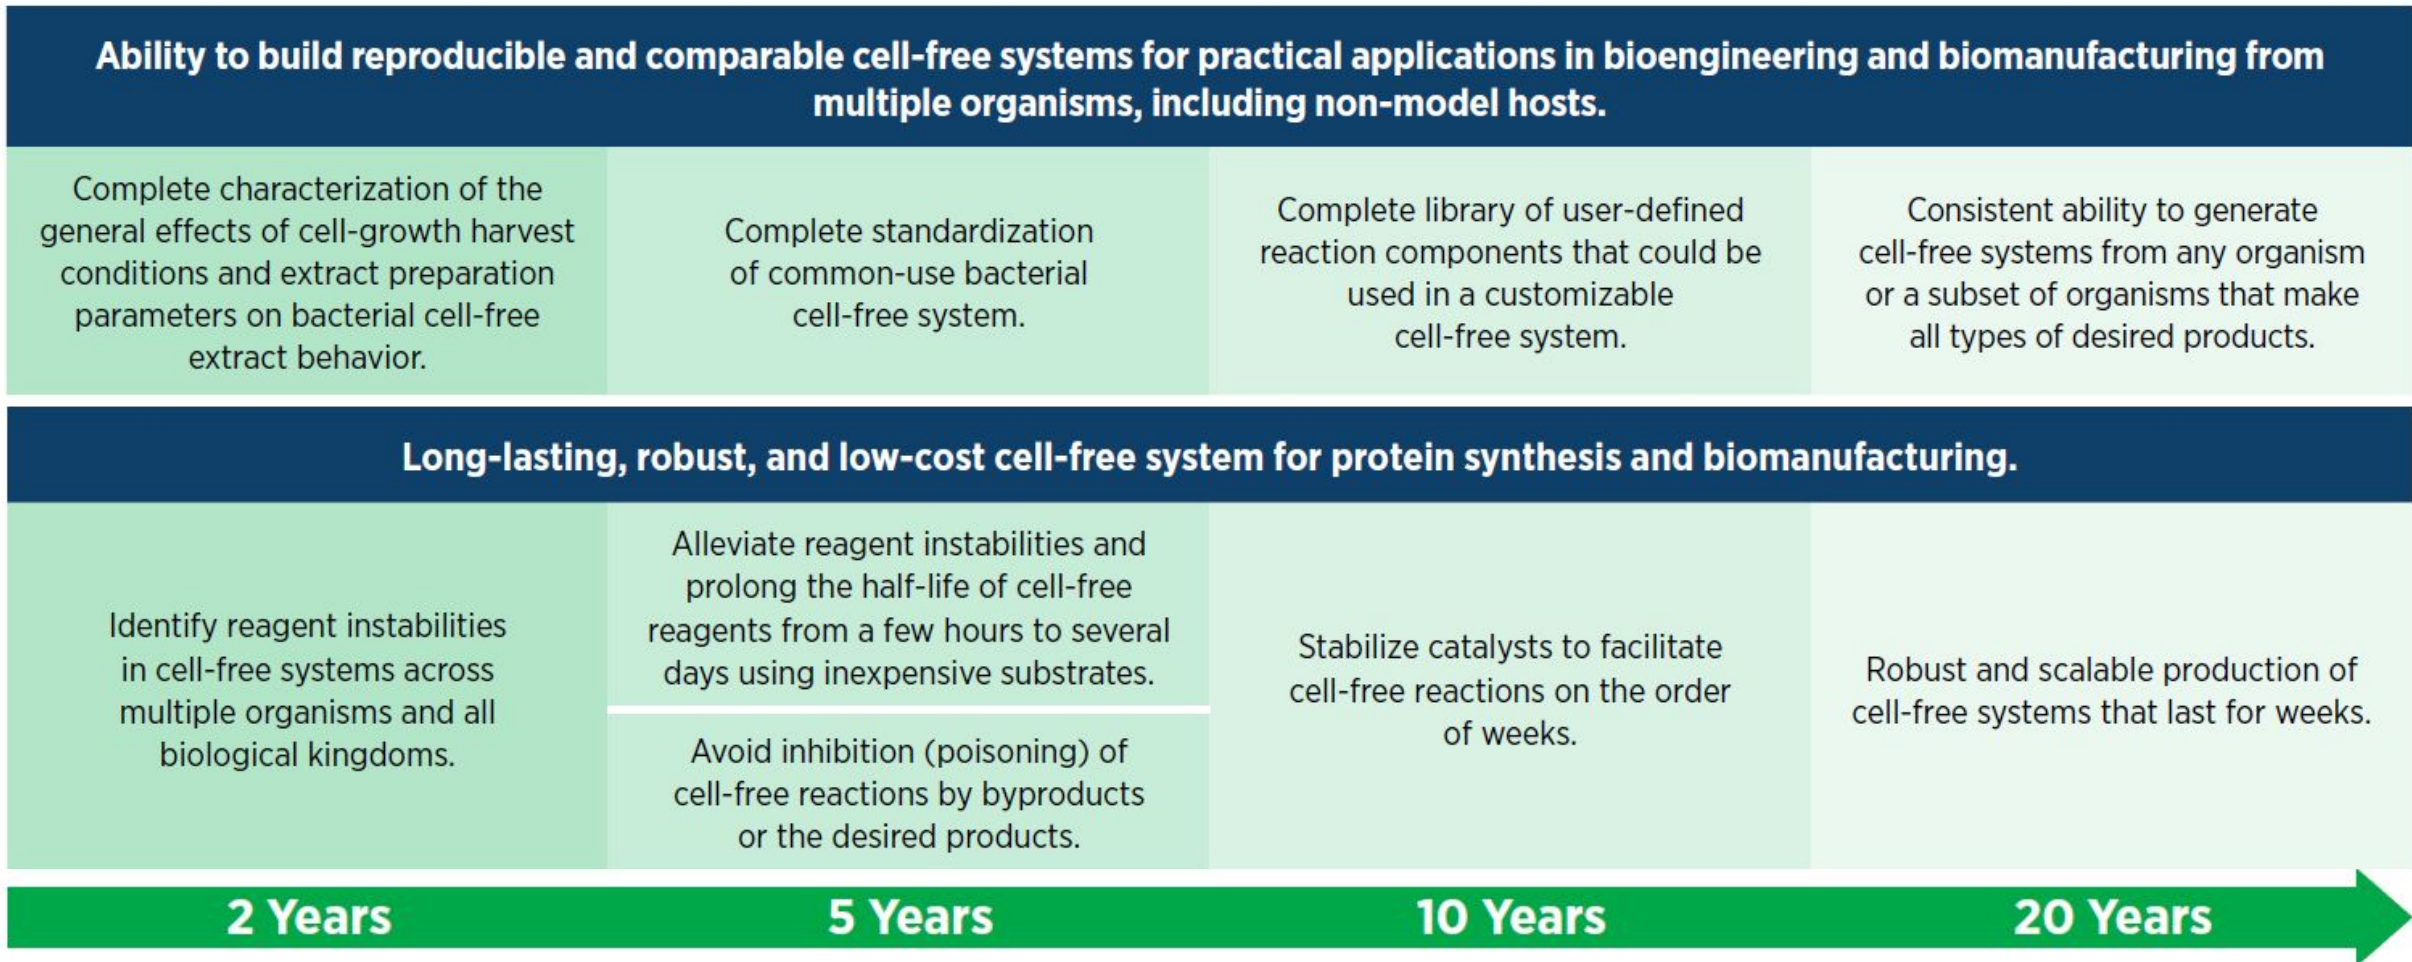 Ability to build reproducible and comparable cell-free systems for practical applications in bioengineering and biomanufacturing from
multiple organisms, including non-model hosts.
Complete characterization of the
general effects of cell-growth harvest
conditions and extract preparation
parameters on bacterial cell-free
extract behavior.
Complete standardization
of common-use bacterial
cell-free system.
Complete library of user-defined
reaction components that could be
used in a customizable
cell-free system.
Consistent ability to generate
cell-free systems from any organism
or a subset of organisms that make
all types of desired products.
Long-lasting, robust, and low-cost cell-free system for protein synthesis and biomanufacturing.
Identify reagent instabilities
in cell-free systems across
multiple organisms and all
biological kingdoms.
Alleviate reagent instabilities and
prolong the half-life of cell-free
reagents from a few hours to several
days using inexpensive substrates.
Avoid inhibition (poisoning) of
cell-free reactions by byproducts
or the desired products.
Stabilize catalysts to facilitate
cell-free reactions on the order
of weeks.
Robust and scalable production of
cell-free systems that last for weeks.
2 Years
5 Years
10 Years
20 Years